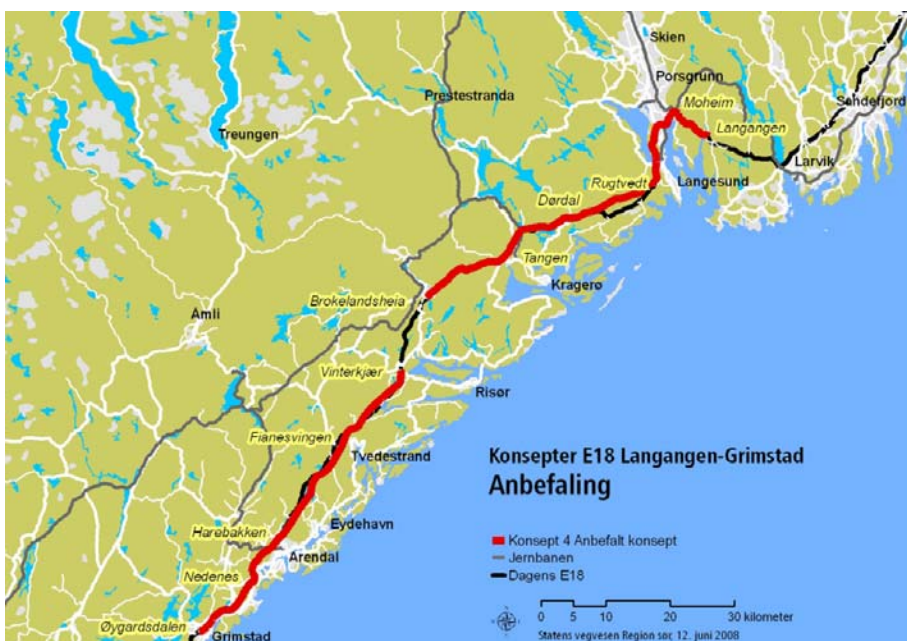 Skien
Porsgrunn
Prestestranda
Moheim
Sandefjord
Treungen
Langangen
Larvik
Rugtvedt
Langesund
Dørdal
Tangen
Kragerø
Brokelandsheia
Åmli
Vinterkjær
Risør
Fianesvingen
Tvedestrand
Konsepter E18 Langangen-Grimstad
Anbefaling
Eydehavn
Harebakken
Konsept 4 Anbefalt konsept
Arendal
Jernbanen
Nedenes
Dagens E18
Øygardsdalen
Grimstad
0 5 10 20 30 kilometer
Statens vegvesen Region sør, 12. juni 2008